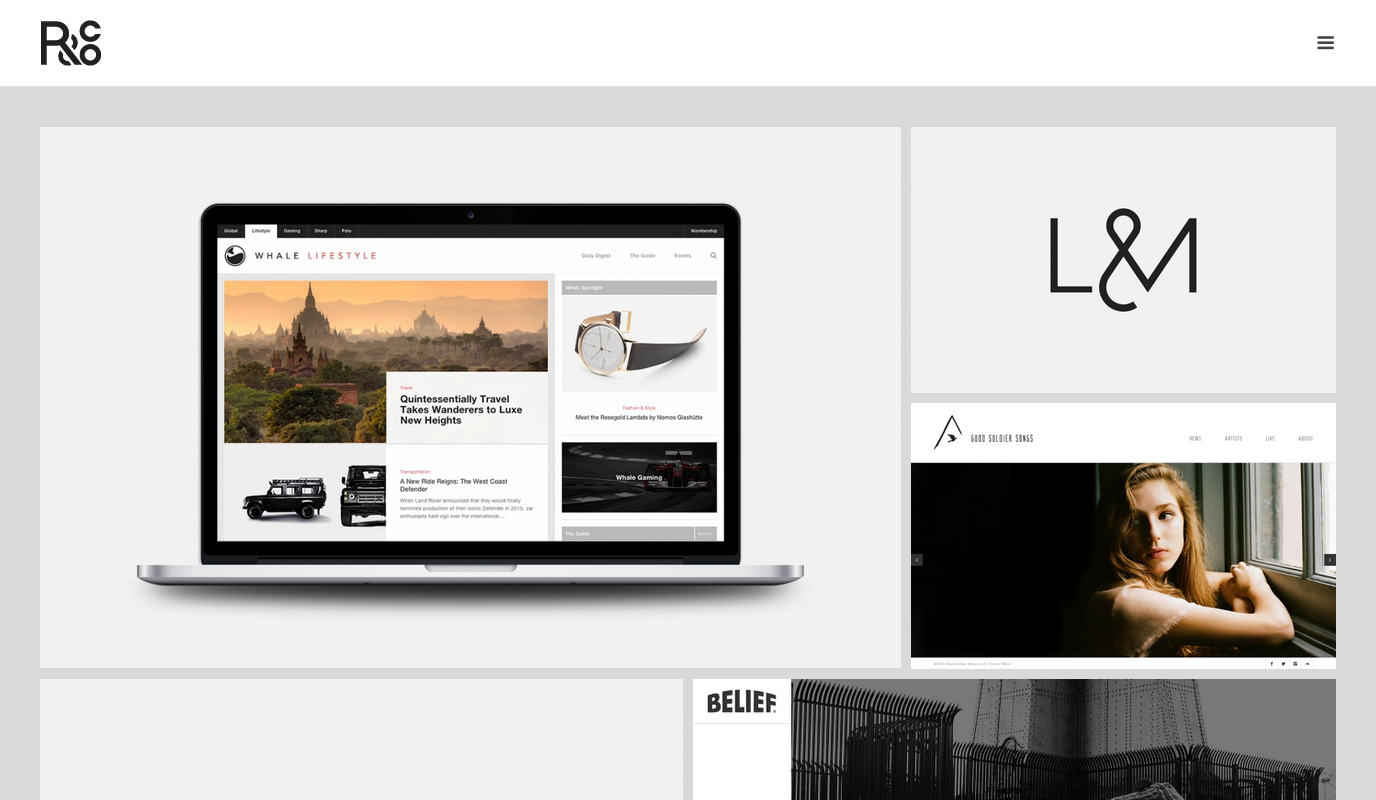 R&Co
Global Lifestyle Gaming Sharp Polo Membership
WHALE LIFESTYLE
Daily Digest The Guide Events
Whale Spotlight
Travel
Quintessentially Travel
Takes Wanderers to Luxe
New Heights
Fashion & Style
Meet the Rosegold Lambda by Nomos Glashütte
Transportation
A New Ride Reigns: The West Coast
Defender
When Land Rover announced that they would finally
terminate production of their iconic Defender in 2015, car
enthusiasts held vigil over the international....
Whale Gaming
The Guide
L&M
GOOD SOLDIER SONGS
NEWS ARTISTS LIVE ABOUT
BELIEF